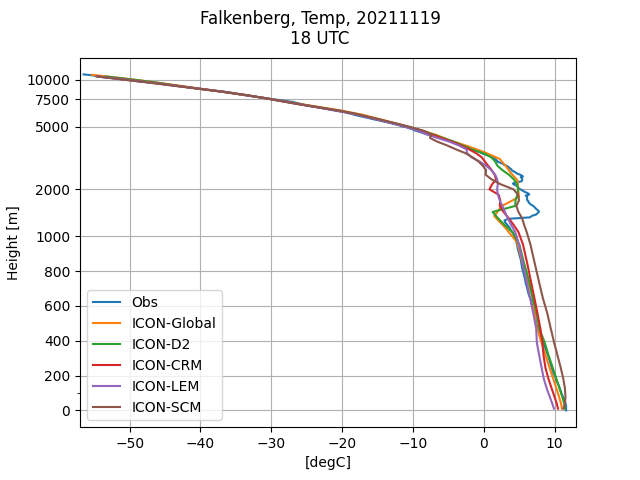 Falkenberg, Temp, 20211119
18 UTC
Height [m]
10000
7500
5000
2000
1000
800
600
400
200
0
Obs
ICON-Global
ICON-D2
ICON-CRM
ICON-LEM
ICON-SCM
−50 −40 −30 −20 −10 0 10
[degC]